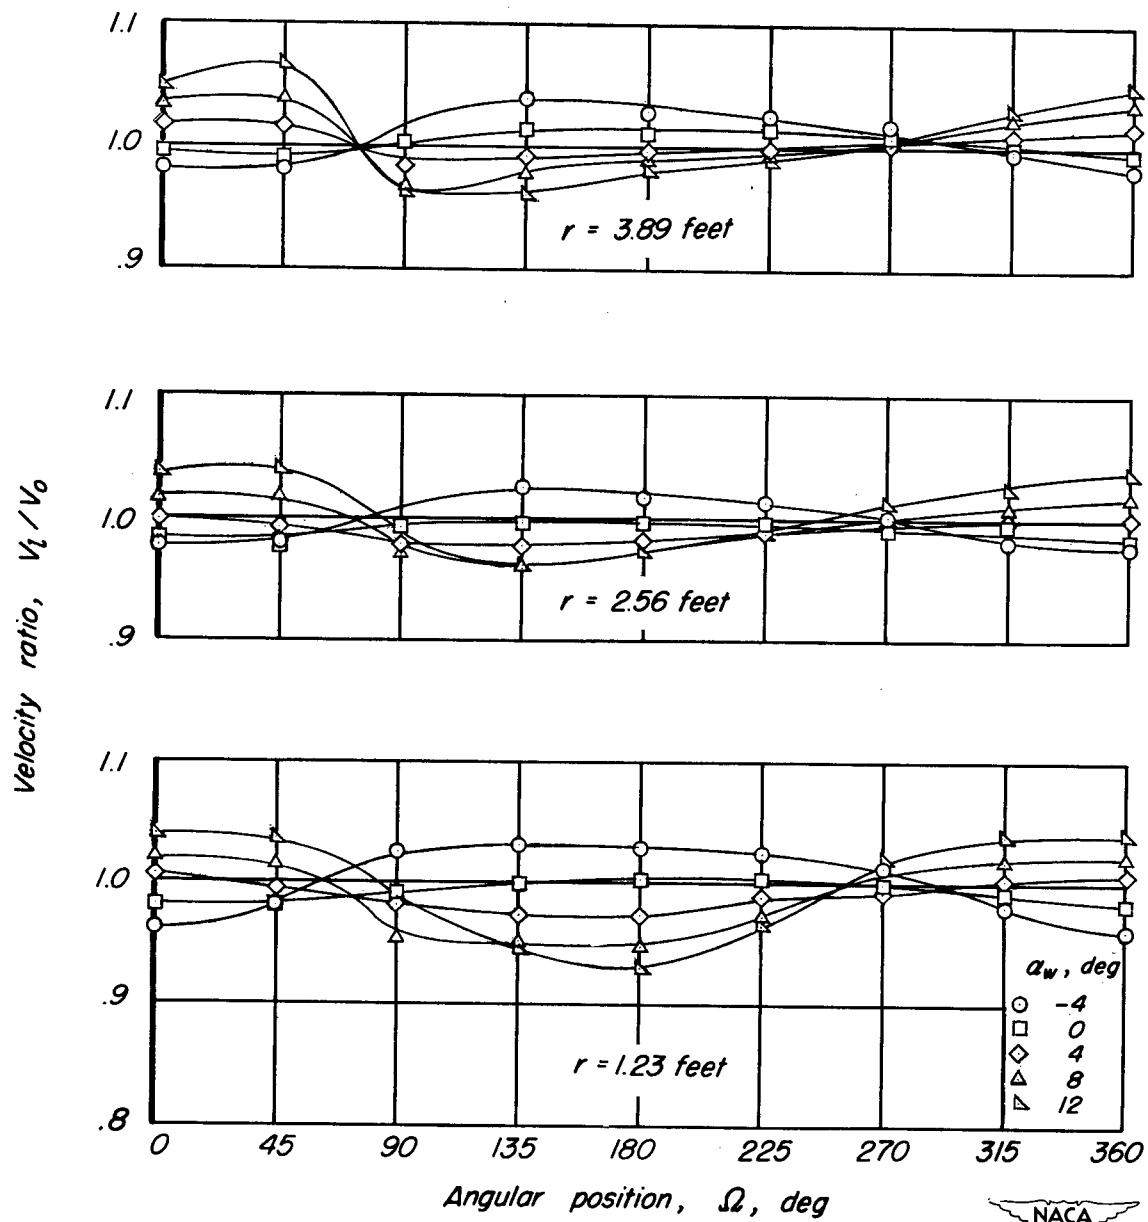 1.1
1.0
.9
r = 3.89 feet
1.1
1.0
.9
r = 2.56 feet
Velocity ratio, V_l/V_o
1.1
1.0
.9
.8
r = 1.23 feet
α_w, deg
-4
0
4
8
12
0 45 90 135 180 225 270 315 360
Angular position, Ω, deg
NACA